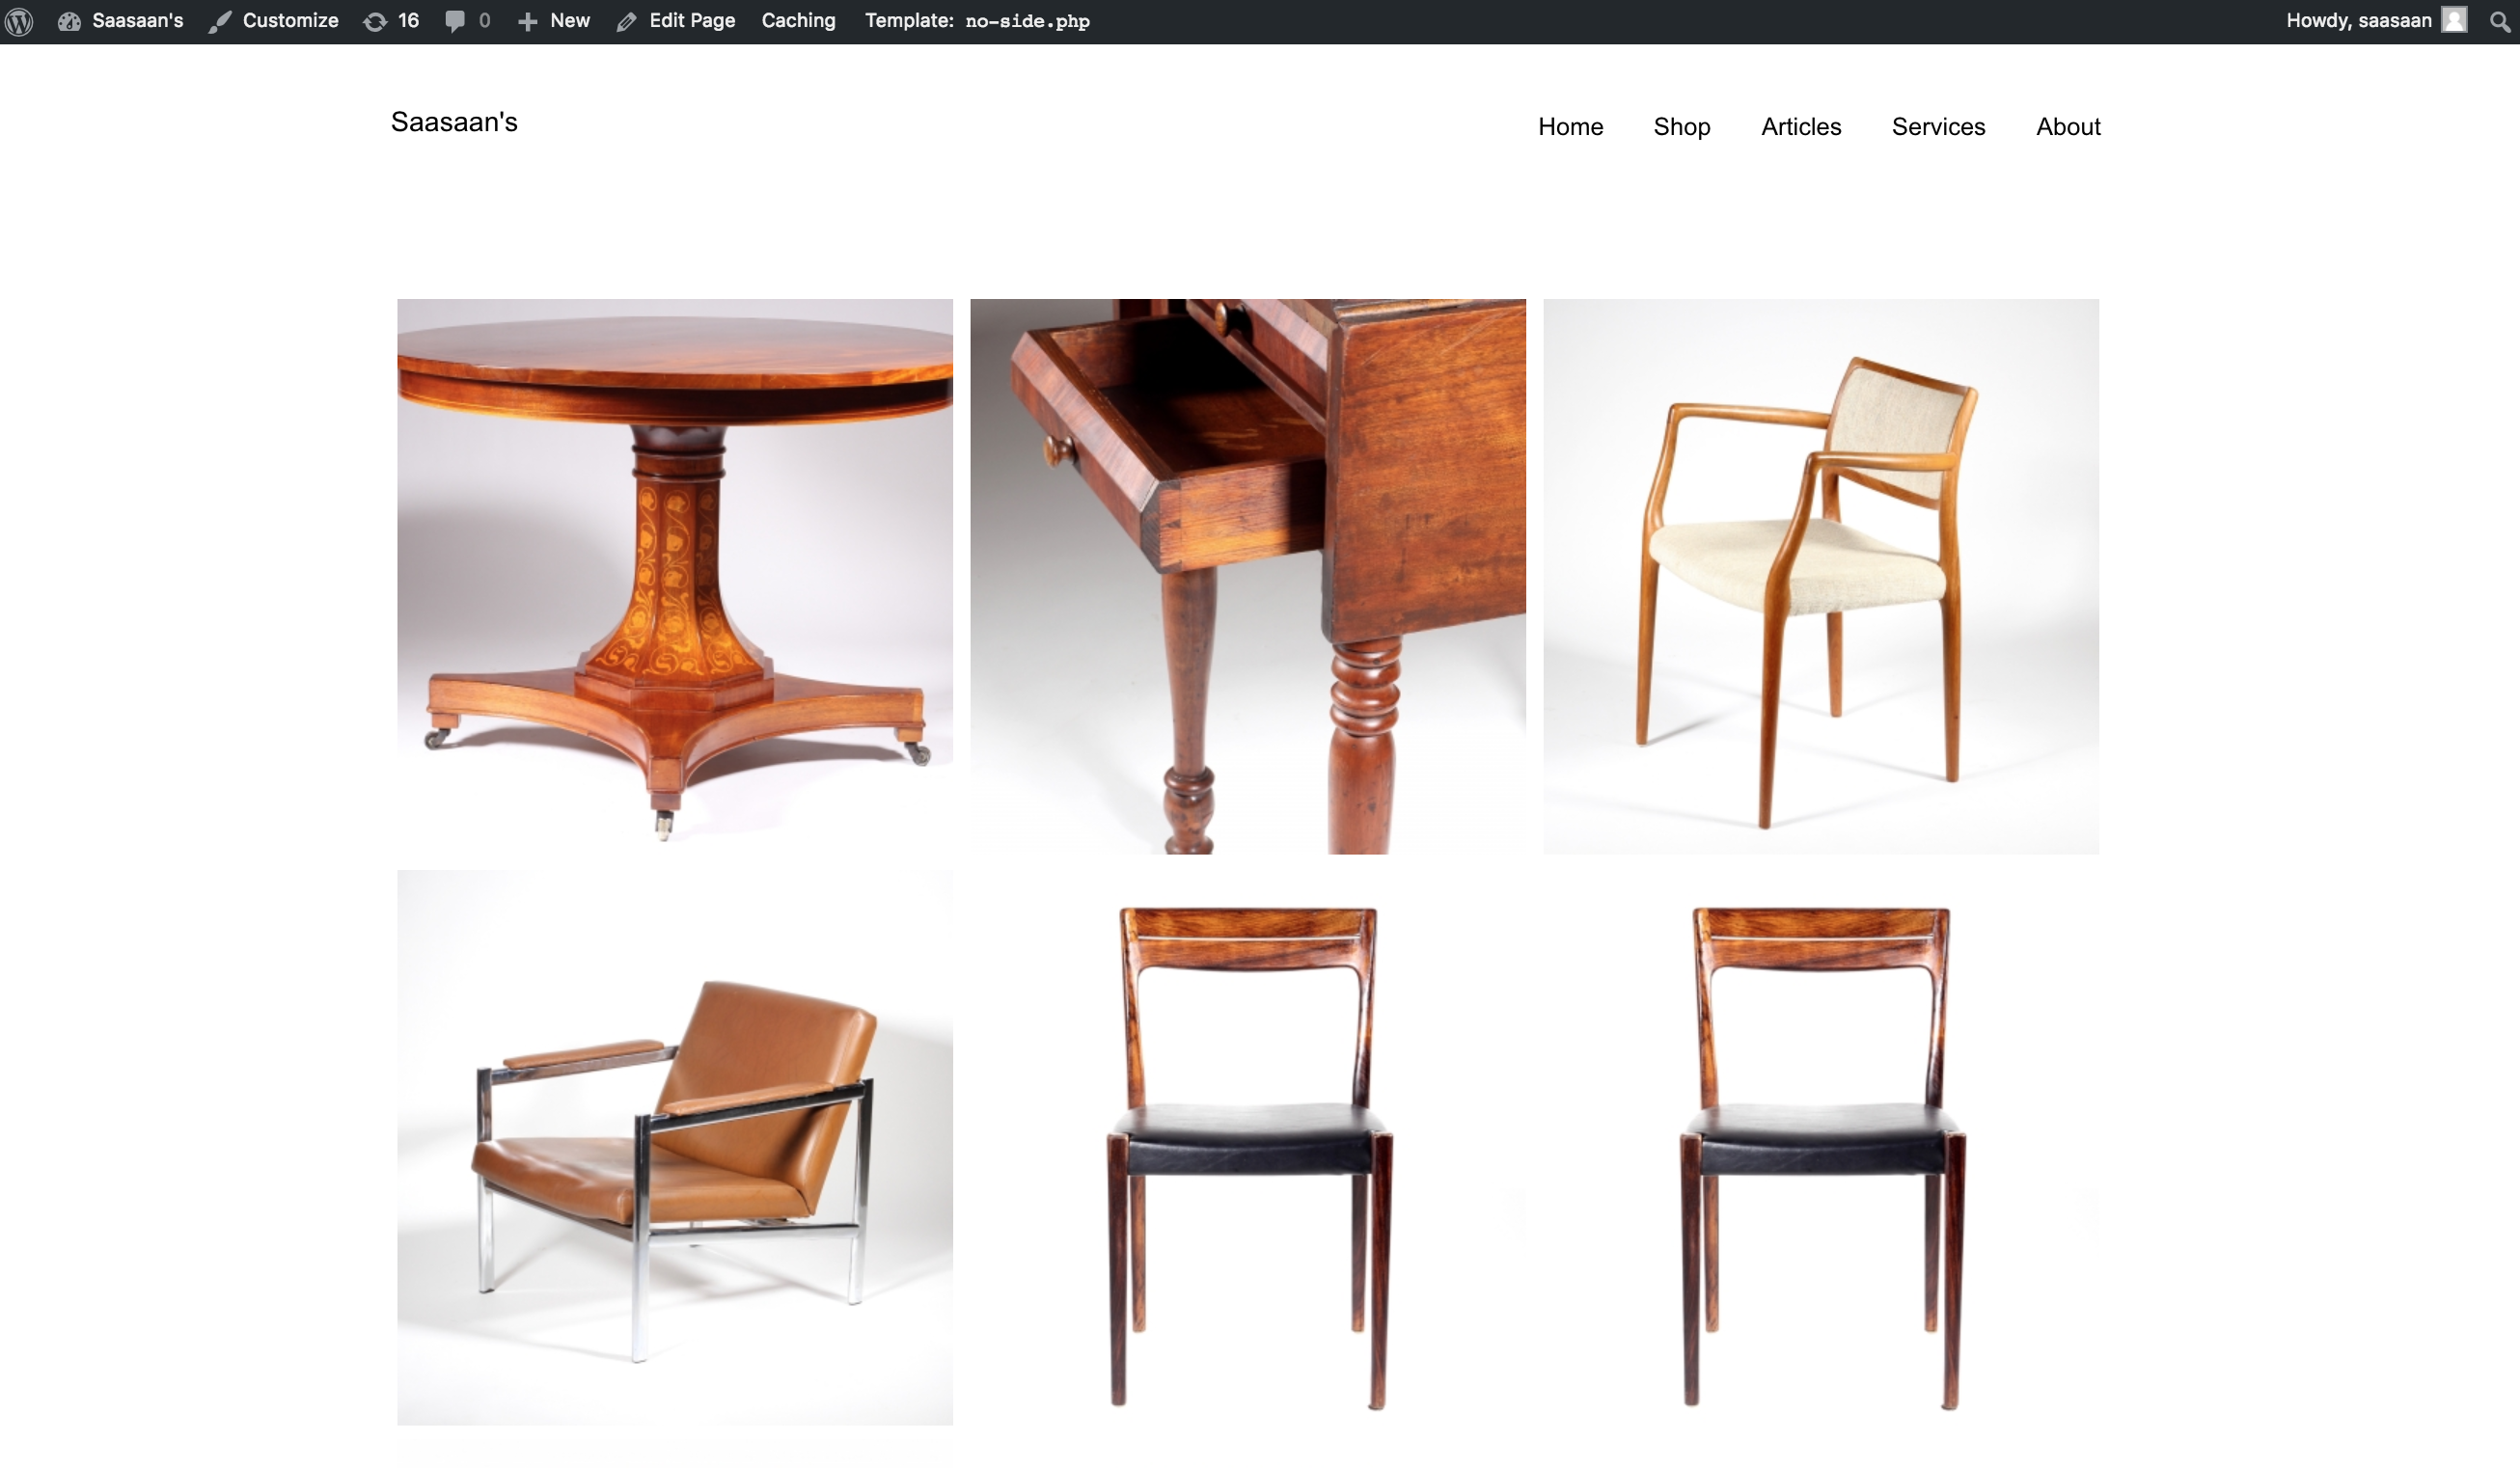 Saasaan's Customize 16 0 New Edit Page Caching Template: no-side.php Howdy, saasaan
Saasaan's
Home Shop Articles Services About